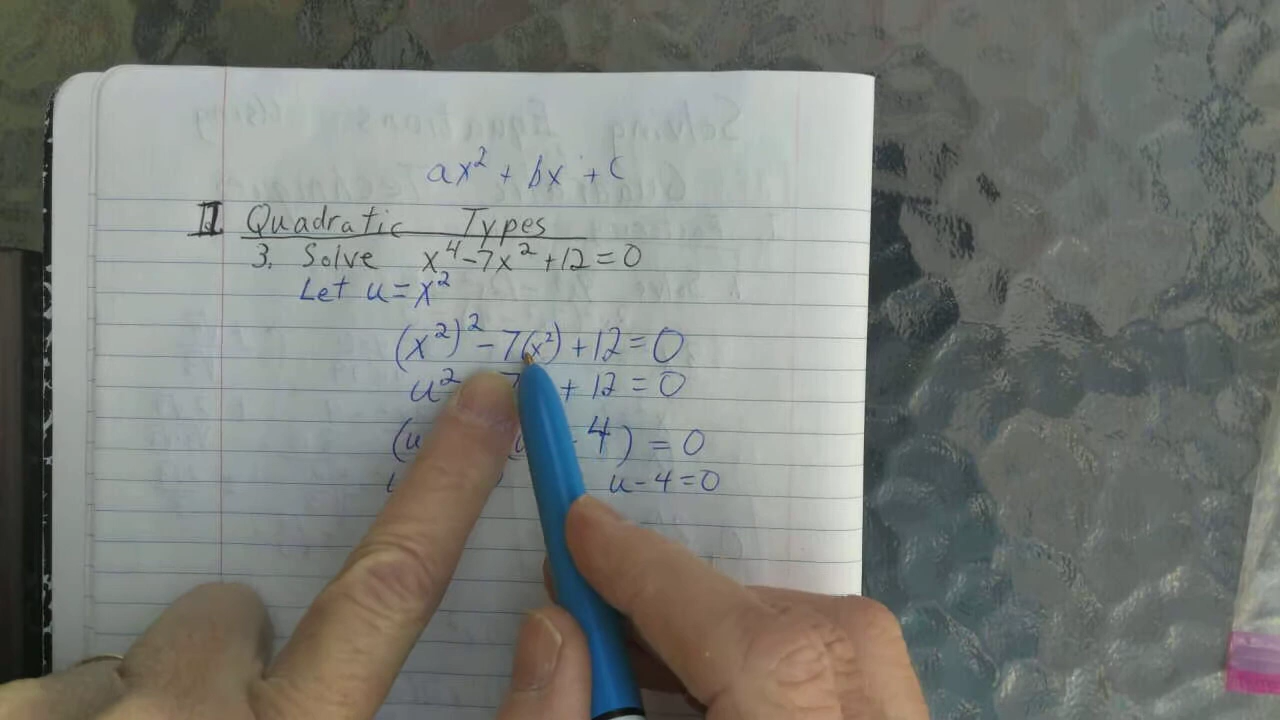 ax² + bx + c
II Quadratic Types
3. Solve x⁴-7x²+12=0
Let u=x²
(x²)²-7(x²)+12=0
u² - 7 + 12 = 0
(u 4) = 0
u-4=0